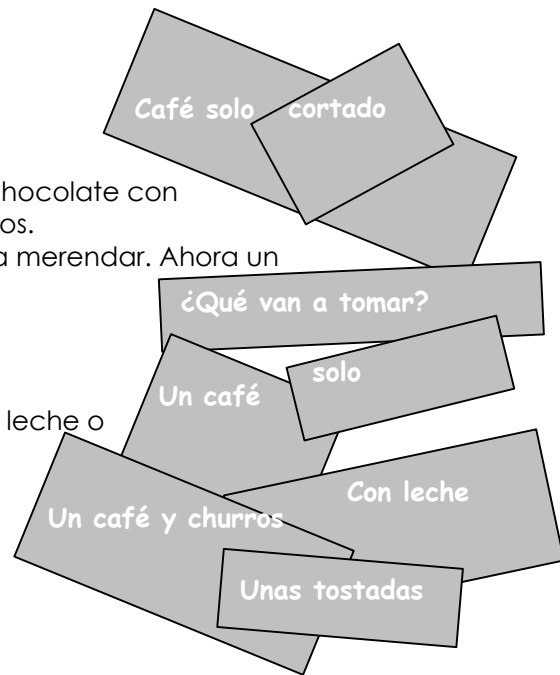 Café solo cortado
hocolate con
os.
a merendar. Ahora un
¿Qué van a tomar?
solo
Un café
leche o
Con leche
Un café y churros
Unas tostadas